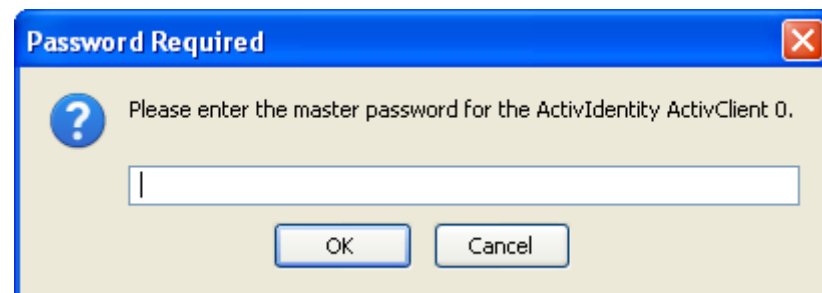 Password Required
Please enter the master password for the ActivIdentity ActivClient 0.
OK
Cancel